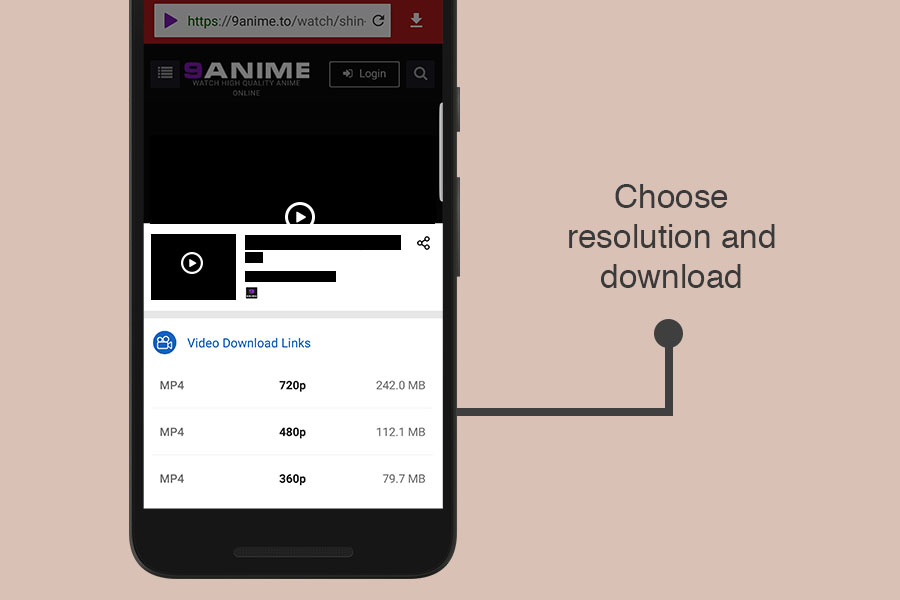 https://9anime.to/watch/shin
9ANIME
WATCH HIGH QUALITY ANIME
ONLINE
Login
Choose
resolution and
download
Video Download Links
MP4 720p 242.0 MB
MP4 480p 112.1 MB
MP4 360p 79.7 MB